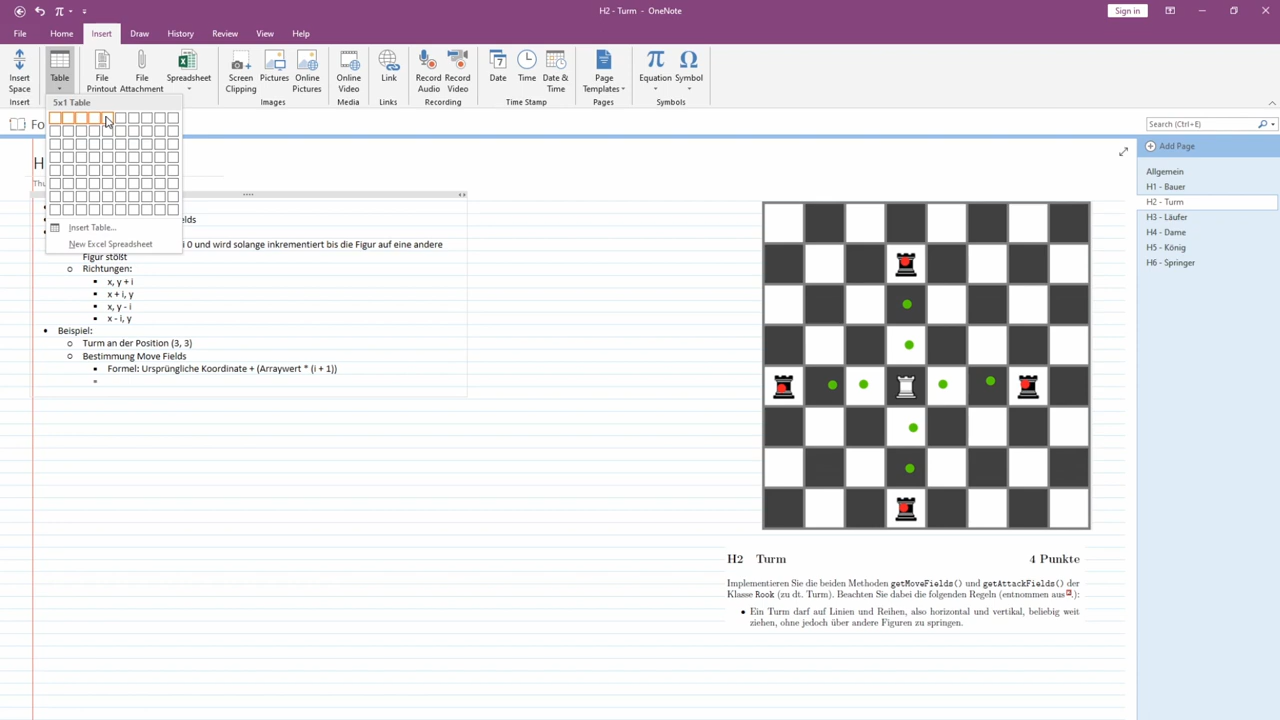 H2 - Turm - OneNote
Sign in
File Home Insert Draw History Review View Help
Insert Space
Table
File Printout
File Attachment
Spreadsheet
Screen Clipping
Pictures
Online Pictures
Online Video
Link
Record Audio
Record Video
Date
Time
Date & Time
Page Templates
Equation
Symbol
Insert
Images
Media
Links
Recording
Time Stamp
Pages
Symbols
5x1 Table
Insert Table...
New Excel Spreadsheet
Search (Ctrl+E)
Add Page
Allgemein
H1 - Bauer
H2 - Turm
H3 - Läufer
H4 - Dame
H5 - König
H6 - Springer
i 0 und wird solange inkrementiert bis die Figur auf eine andere
Figur stößt
Richtungen:
x, y + i
x + i, y
x, y - i
x - i, y
Beispiel:
Turm an der Position (3, 3)
Bestimmung Move Fields
Formel: Ursprüngliche Koordinate + (Arraywert * (i + 1))
H2 Turm 4 Punkte
Implementieren Sie die beiden Methoden getMoveFields() und getAttackFields() der
Klasse Rook (zu dt. Turm). Beachten Sie dabei die folgenden Regeln (entnommen aus .):
• Ein Turm darf auf Linien und Reihen, also horizontal und vertikal, beliebig weit
ziehen, ohne jedoch über andere Figuren zu springen.